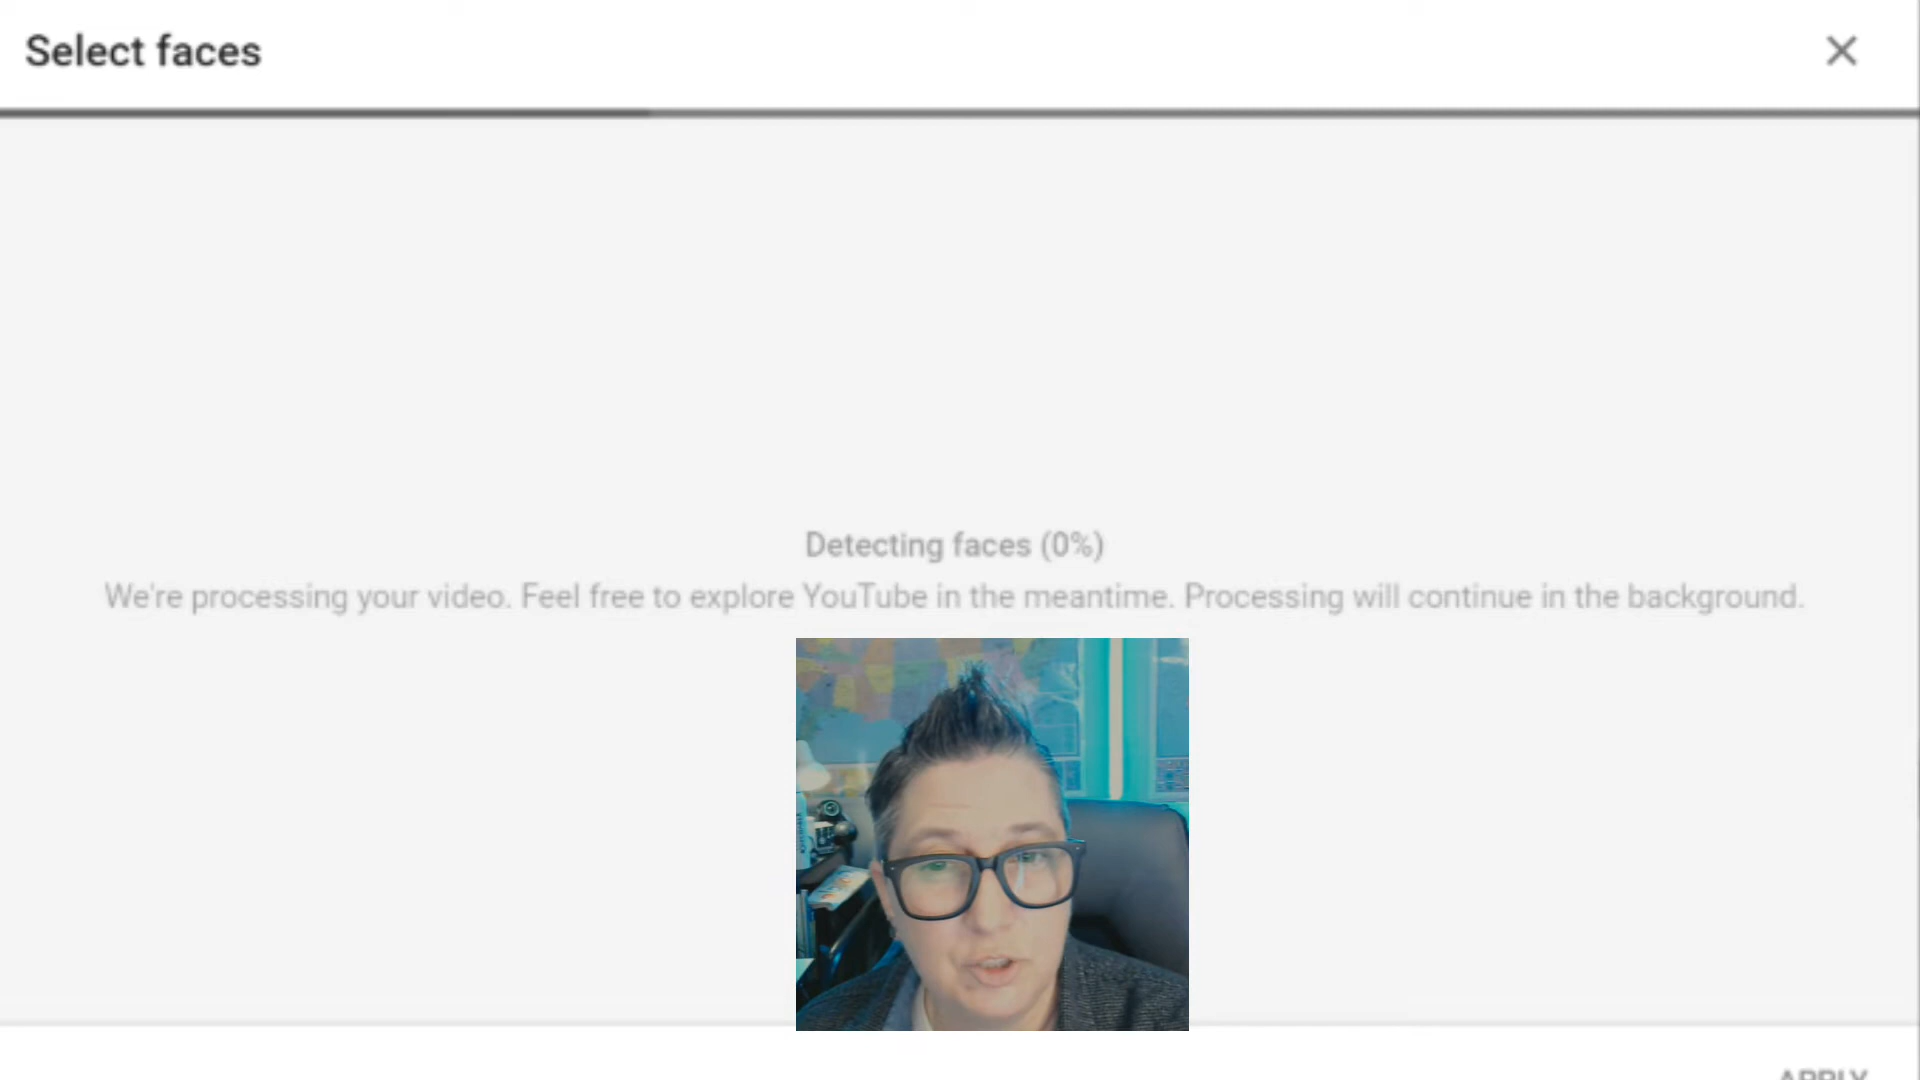 Select faces
Detecting faces (0%)
We're processing your video. Feel free to explore YouTube in the meantime. Processing will continue in the background.
APPLY